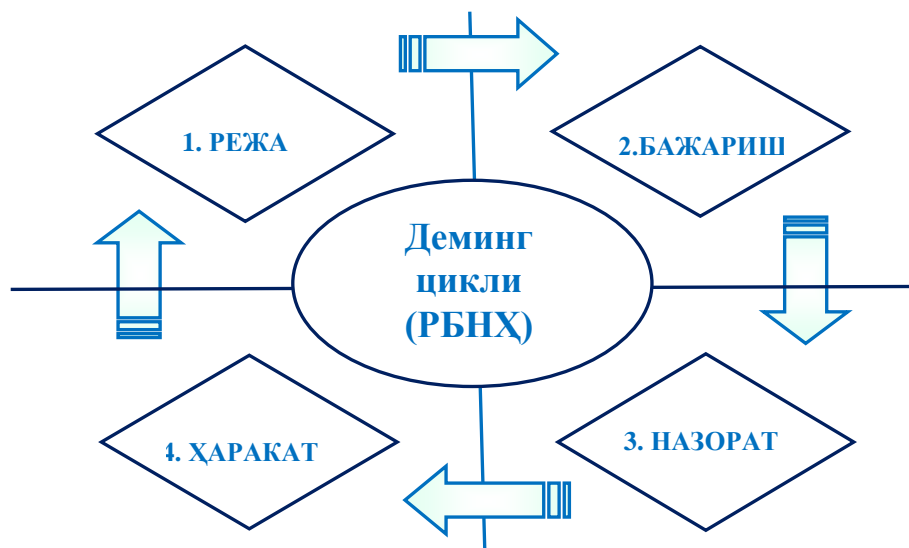 1. РЕЖА
2.БАЖАРИШ
Деминг
цикли
(РБНҲ)
4. ҲАРАКАТ
3. НАЗОРАТ